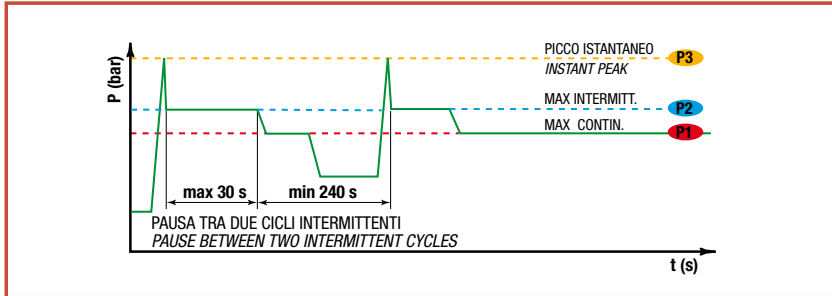 P (bar)
PICCO ISTANTANEO
INSTANT PEAK
P3
MAX INTERMITT.
P2
MAX CONTIN.
P1
max 30 s
min 240 s
PAUSA TRA DUE CICLI INTERMITTENTI
PAUSE BETWEEN TWO INTERMITTENT CYCLES
t (s)